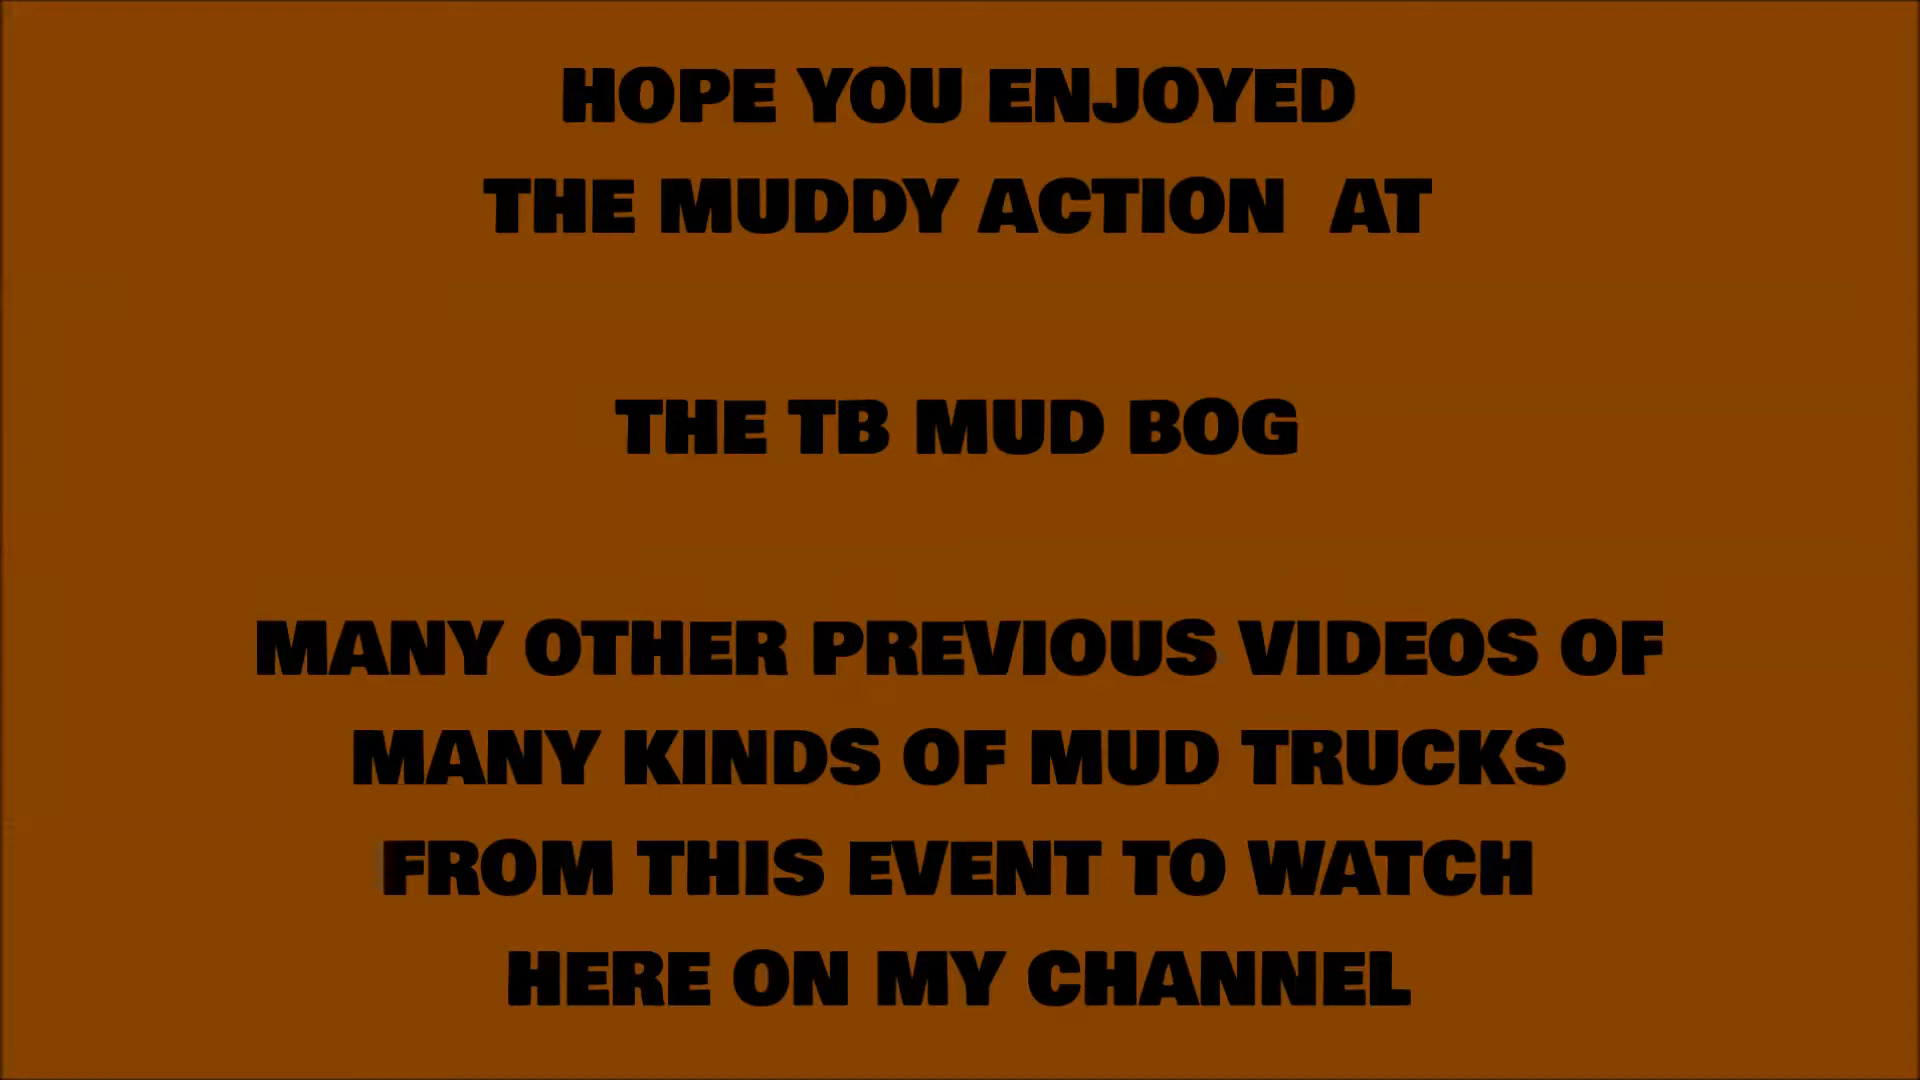 HOPE YOU ENJOYED
THE MUDDY ACTION  AT
THE TB MUD BOG
MANY OTHER PREVIOUS VIDEOS OF
MANY KINDS OF MUD TRUCKS
FROM THIS EVENT TO WATCH
HERE ON MY CHANNEL